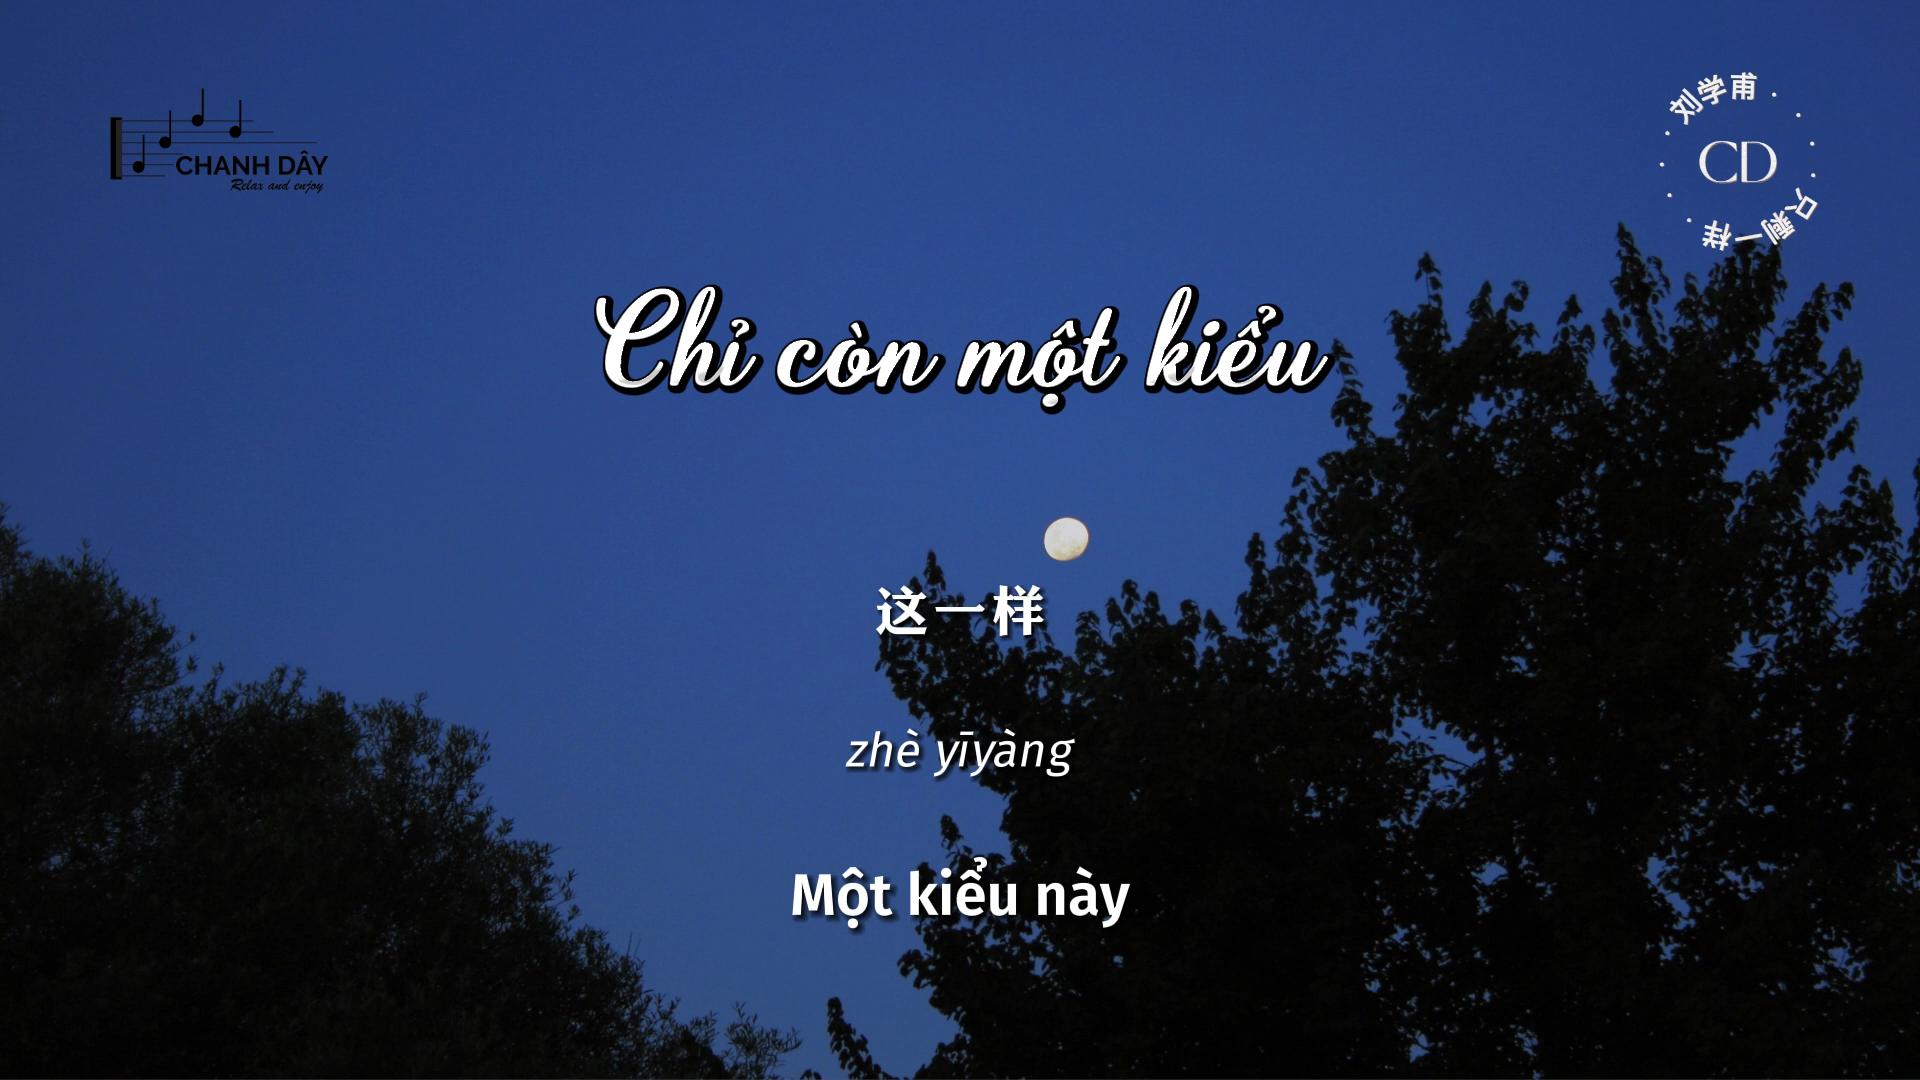 CHANH DÂY
Relax and enjoy
刘学甫
CD
只剩一样
Chỉ còn một kiểu
这一样
zhè yīyàng
Một kiểu này